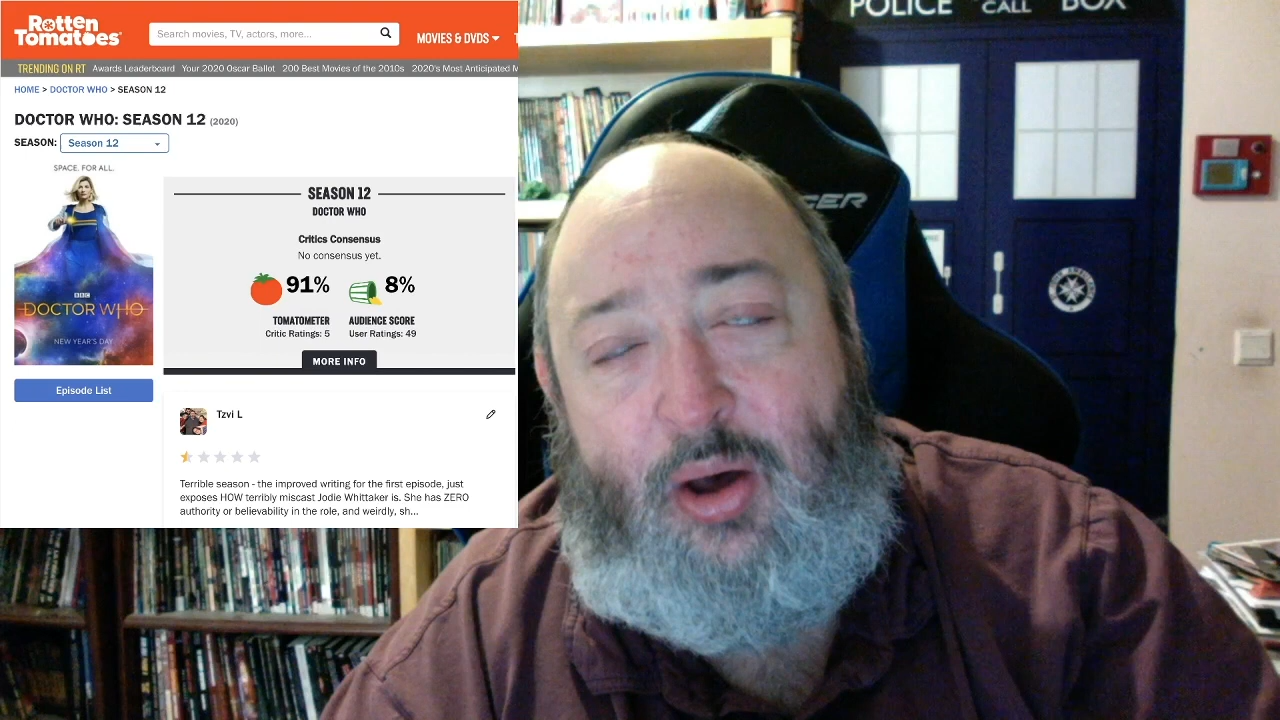 Rotten
Tomatoes
Search movies, TV, actors, more...
MOVIES & DVDS
TRENDING ON RT Awards Leaderboard Your 2020 Oscar Ballot 200 Best Movies of the 2010s 2020's Most Anticipated M
HOME > DOCTOR WHO > SEASON 12
DOCTOR WHO: SEASON 12 (2020)
SEASON: Season 12
SPACE. FOR ALL.
BBC
DOCTOR WHO
NEW YEAR'S DAY
Episode List
SEASON 12
DOCTOR WHO
Critics Consensus
No consensus yet.
91% 8%
TOMATOMETER AUDIENCE SCORE
Critic Ratings: 5 User Ratings: 49
MORE INFO
Tzvi L
Terrible season - the improved writing for the first episode, just
exposes HOW terribly miscast Jodie Whittaker is. She has ZERO
authority or believability in the role, and weirdly, sh...
POLICE CALL BOX
CER